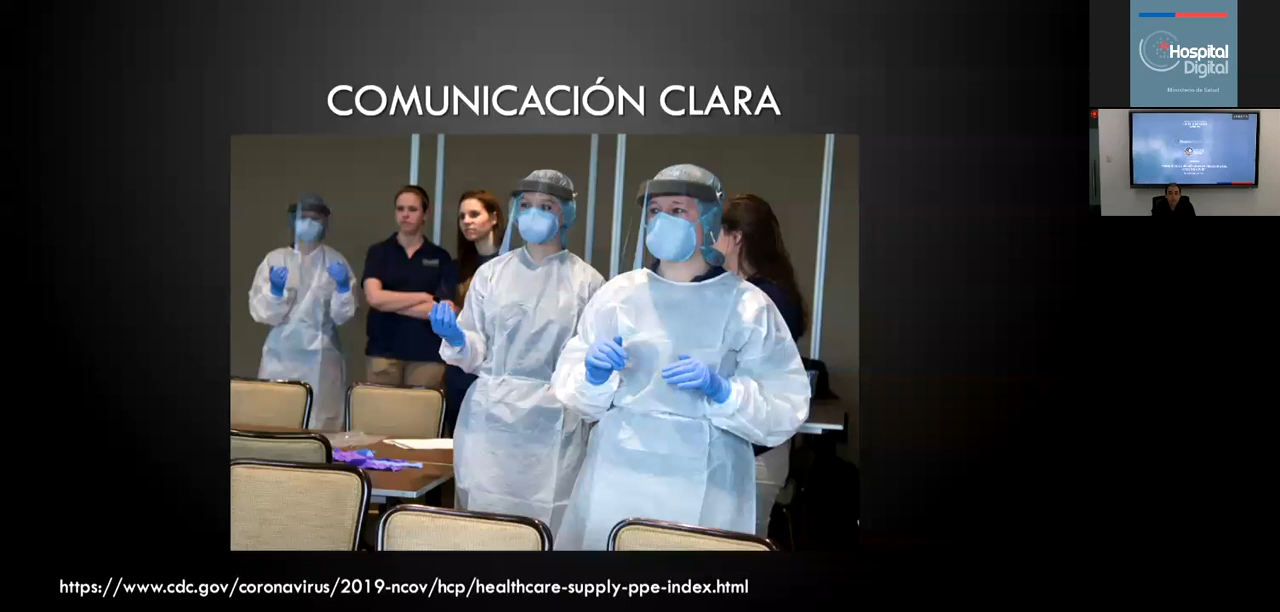 COMUNICACIÓN CLARA
https://www.cdc.gov/coronavirus/2019-ncov/hcp/healthcare-supply-ppe-index.html
Hospital
Digital
Ministerio de Salud